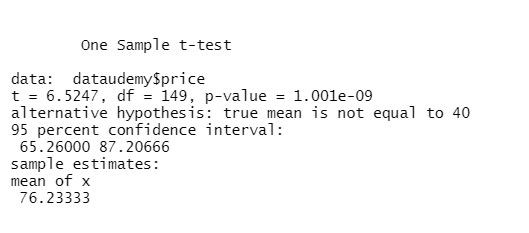 One Sample t-test
data:  dataudemy$price
t = 6.5247, df = 149, p-value = 1.001e-09
alternative hypothesis: true mean is not equal to 40
95 percent confidence interval:
65.26000 87.20666
sample estimates:
mean of x
76.23333